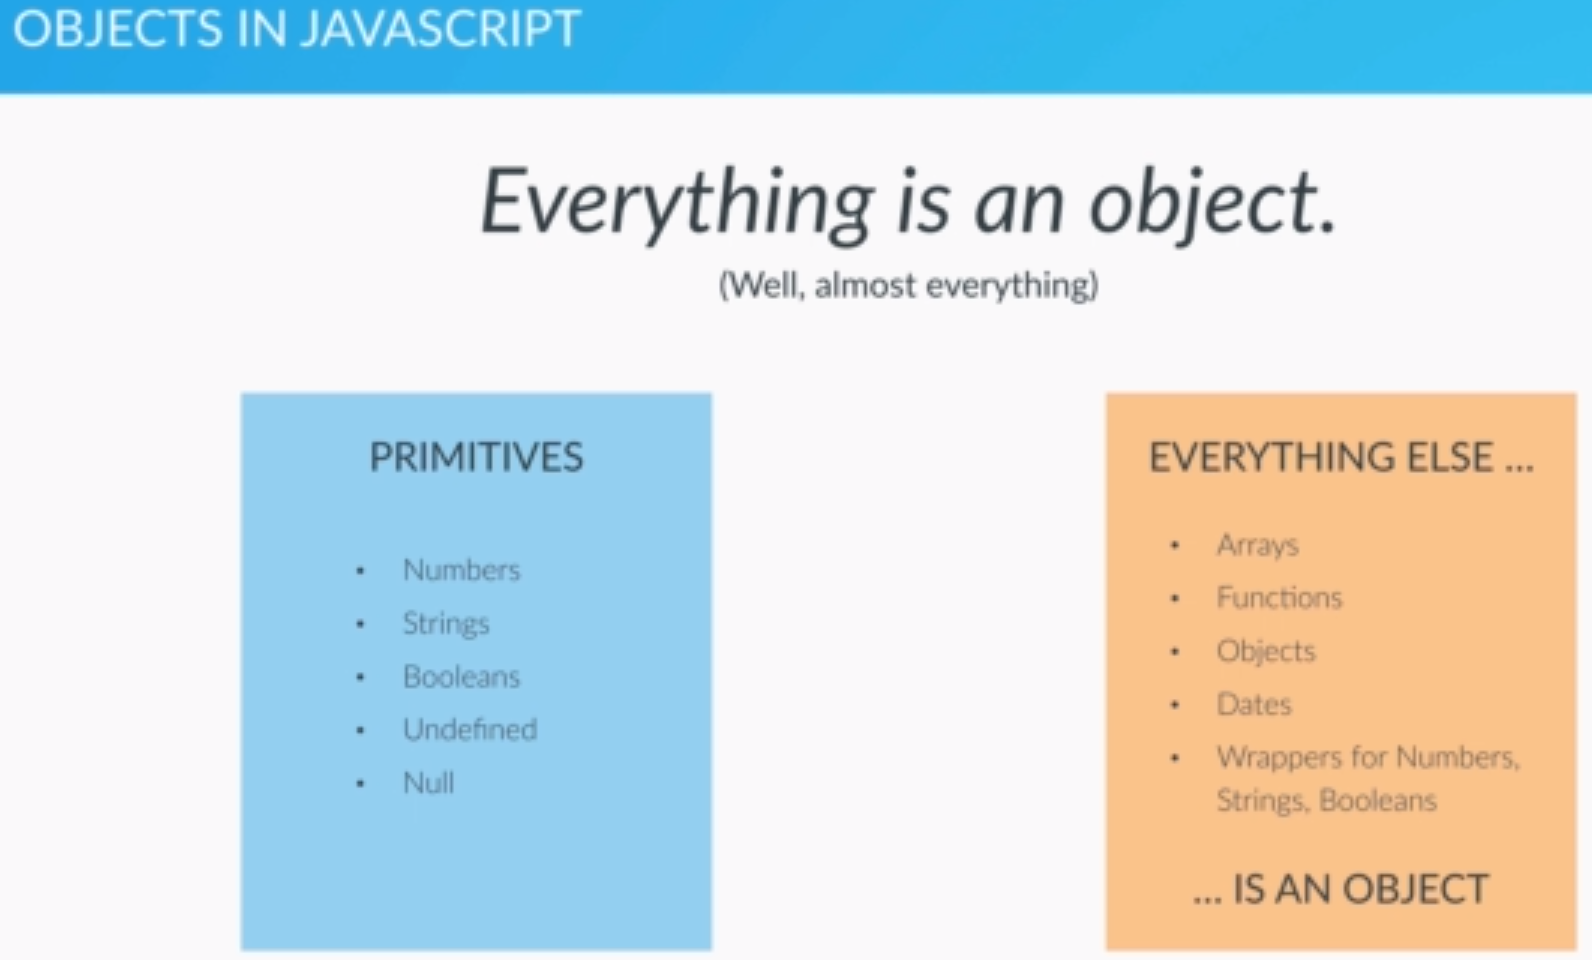 OBJECTS IN JAVASCRIPT
Everything is an object.
(Well, almost everything)
PRIMITIVES
• Numbers
• Strings
• Booleans
• Undefined
• Null
EVERYTHING ELSE ...
• Arrays
• Functions
• Objects
• Dates
• Wrappers for Numbers,
Strings, Booleans
... IS AN OBJECT